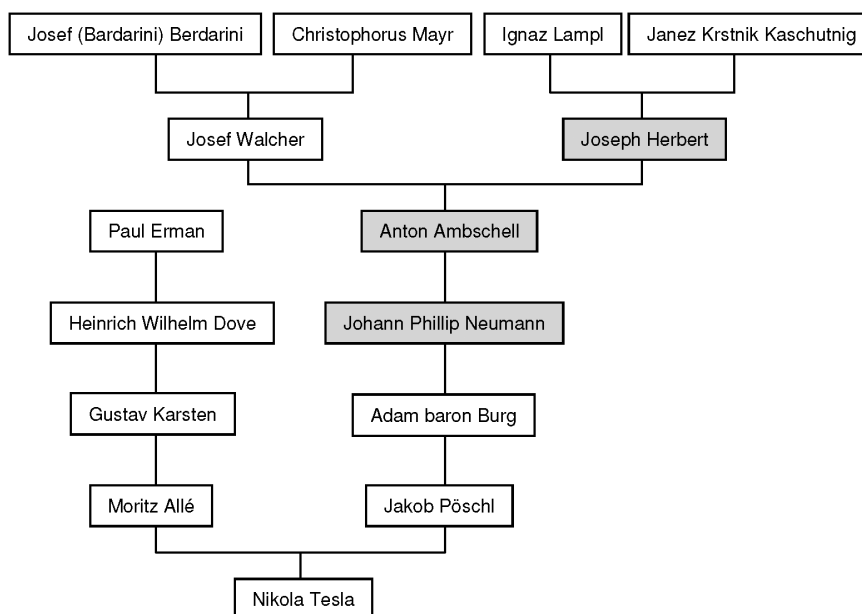 Josef (Bardarini) Berdarini
Christophorus Mayr
Ignaz Lampl
Janez Krstnik Kaschutnig
Josef Walcher
Joseph Herbert
Paul Erman
Anton Ambschell
Heinrich Wilhelm Dove
Johann Phillip Neumann
Gustav Karsten
Adam baron Burg
Moritz Allé
Jakob Pöschl
Nikola Tesla